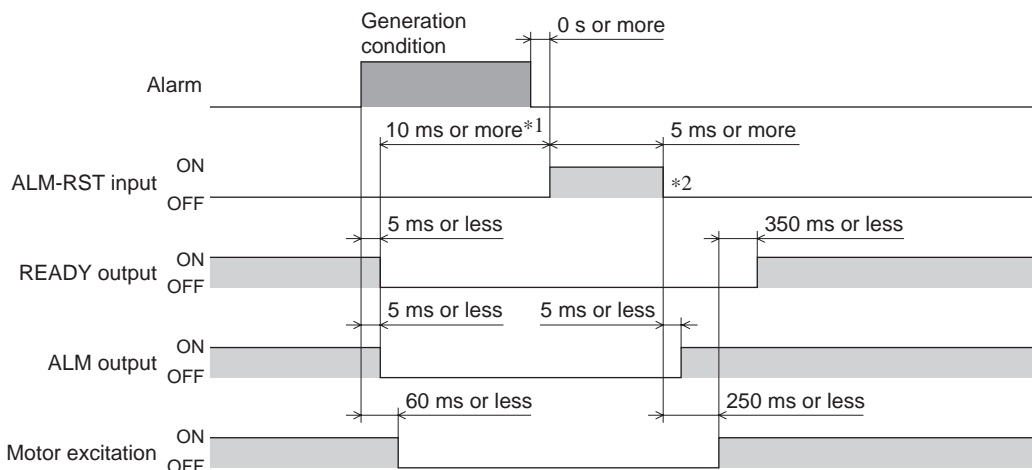 Generation
condition
0 s or more
Alarm
10 ms or more*1
5 ms or more
ON
ALM-RST input
OFF
*2
5 ms or less
350 ms or less
ON
READY output
OFF
5 ms or less
5 ms or less
ON
ALM output
OFF
60 ms or less
250 ms or less
ON
Motor excitation
OFF